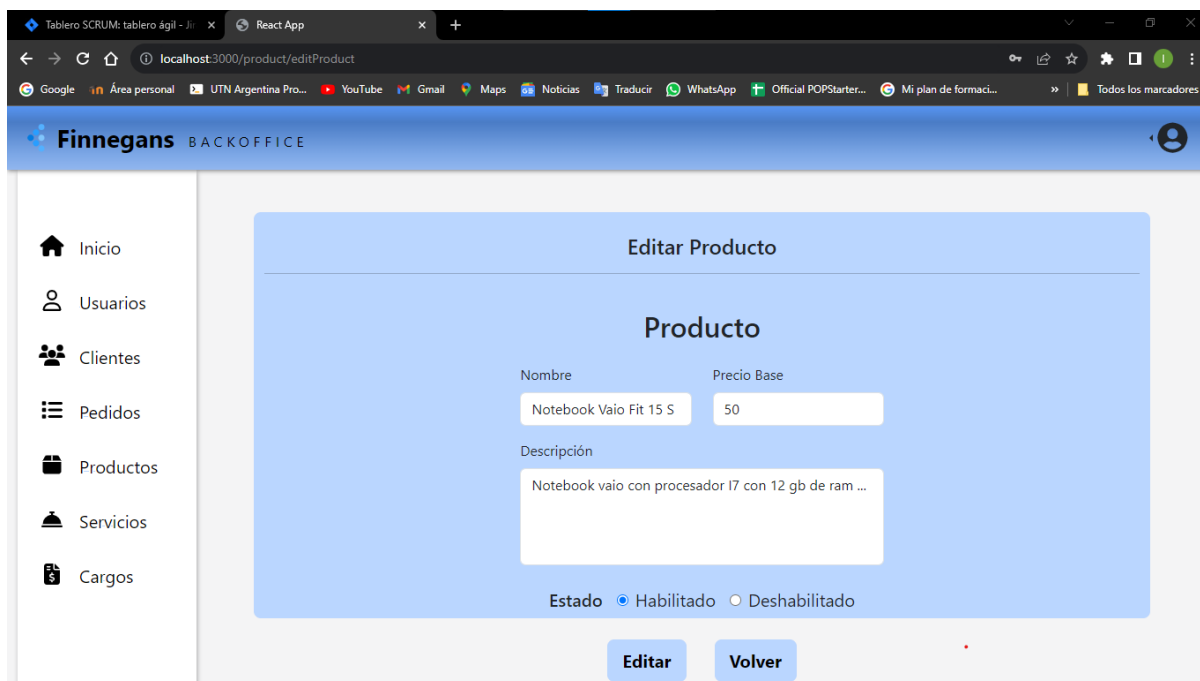 Tablero SCRUM: tablero ágil - Jir
React App
localhost:3000/product/editProduct
Google Área personal UTN Argentina Pro... YouTube Gmail Maps Noticias Traducir WhatsApp Official POPStarter... Mi plan de formaci... » Todos los marcadores
Finnegans BACKOFFICE
Inicio
Usuarios
Clientes
Pedidos
Productos
Servicios
Cargos
Editar Producto
Producto
Nombre Precio Base
Notebook Vaio Fit 15 S 50
Descripción
Notebook vaio con procesador I7 con 12 gb de ram ...
Estado Habilitado Deshabilitado
Editar Volver